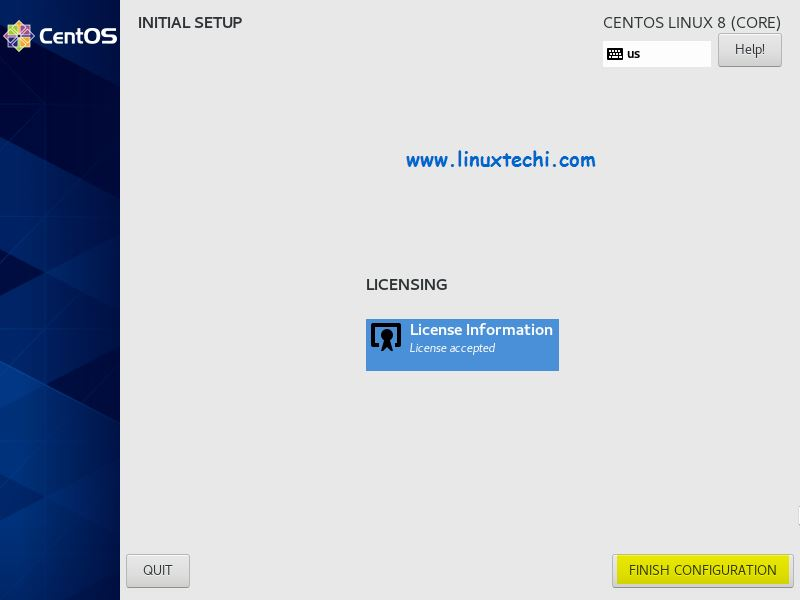 CentOS
INITIAL SETUP
CENTOS LINUX 8 (CORE)
us
Help!
www.linuxtechi.com
LICENSING
License Information
License accepted
QUIT
FINISH CONFIGURATION